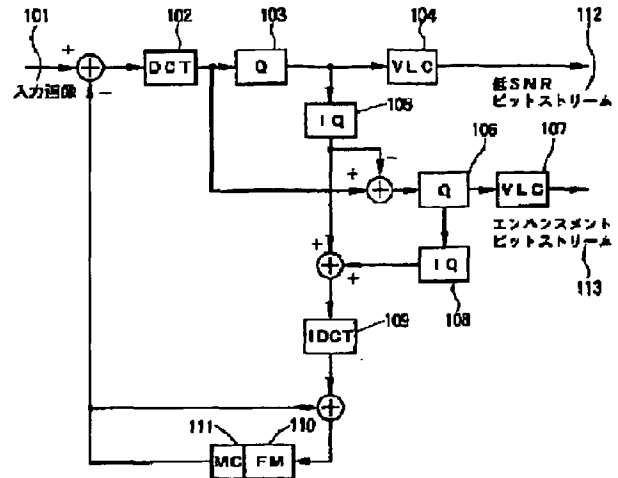 101
102
103
104
112
+
DCT
Q
VLC
入力画像
-
低SNR
ビットストリーム
105
IQ
106
107
-
+
Q
VLC
エンハンスメント
ビットストリーム
+
+
IQ
113
109
108
IDCT
111
110
MC
FM